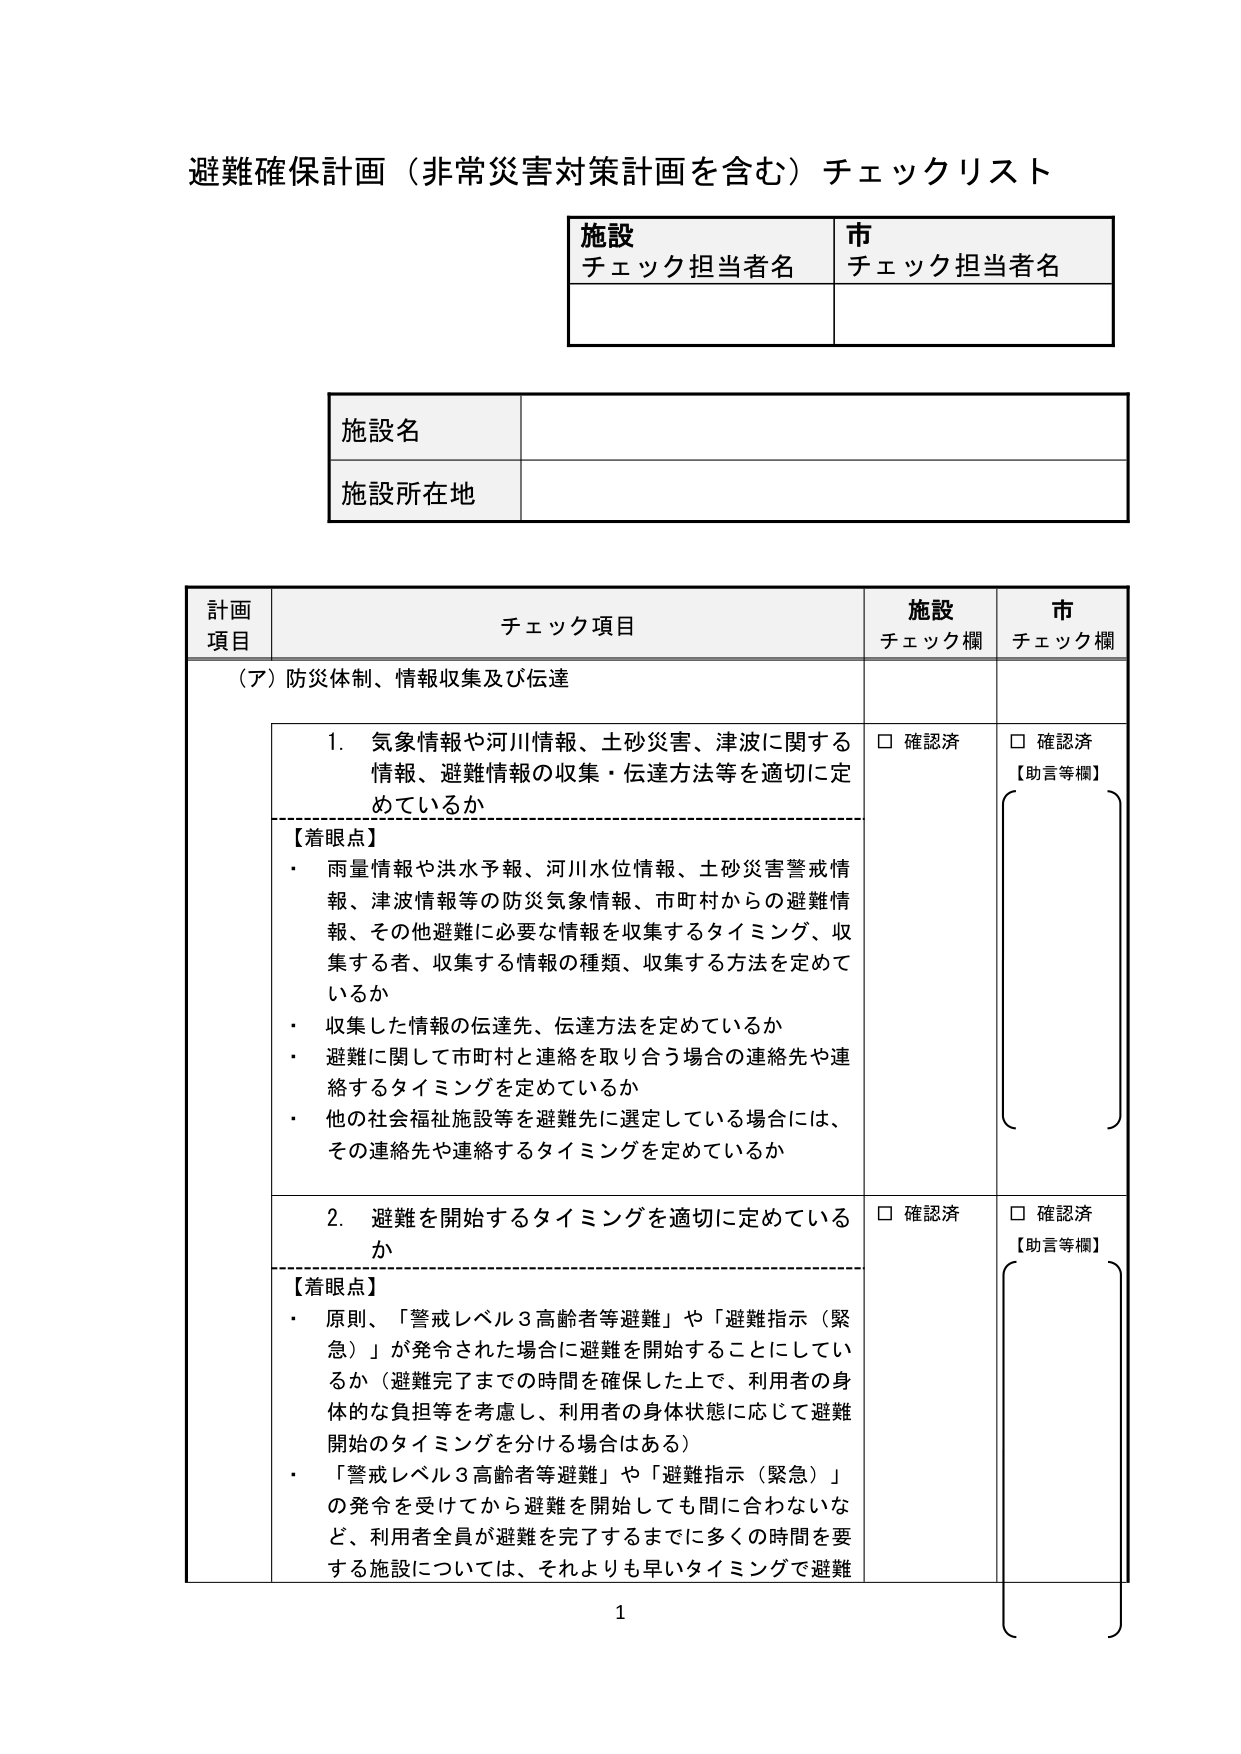 避難確保計画（非常災害対策計画を含む）チェックリスト
施設
チェック担当者名
市
チェック担当者名
施設名
施設所在地
計画
項目
チェック項目
施設
チェック欄
市
チェック欄
（ア）防災体制、情報収集及び伝達
1. 気象情報や河川情報、土砂災害、津波に関する
情報、避難情報の収集・伝達方法等を適切に定
めているか
□ 確認済
□ 確認済
【助言等欄】
【着眼点】
・ 雨量情報や洪水予報、河川水位情報、土砂災害警戒情
報、津波情報等の防災気象情報、市町村からの避難情
報、その他避難に必要な情報を収集するタイミング、収
集する者、収集する情報の種類、収集する方法を定めて
いるか
・ 収集した情報の伝達先、伝達方法を定めているか
・ 避難に関して市町村と連絡を取り合う場合の連絡先や連
絡するタイミングを定めているか
・ 他の社会福祉施設等を避難先に選定している場合には、
その連絡先や連絡するタイミングを定めているか
2. 避難を開始するタイミングを適切に定めている
か
□ 確認済
□ 確認済
【助言等欄】
【着眼点】
・ 原則、「警戒レベル３高齢者等避難」や「避難指示（緊
急）」が発令された場合に避難を開始することにしてい
るか（避難完了までの時間を確保した上で、利用者の身
体的な負担等を考慮し、利用者の身体状態に応じて避難
開始のタイミングを分ける場合はある）
・ 「警戒レベル３高齢者等避難」や「避難指示（緊急）」
の発令を受けてから避難を開始しても間に合わないな
ど、利用者全員が避難を完了するまでに多くの時間を要
する施設については、それよりも早いタイミングで避難
1